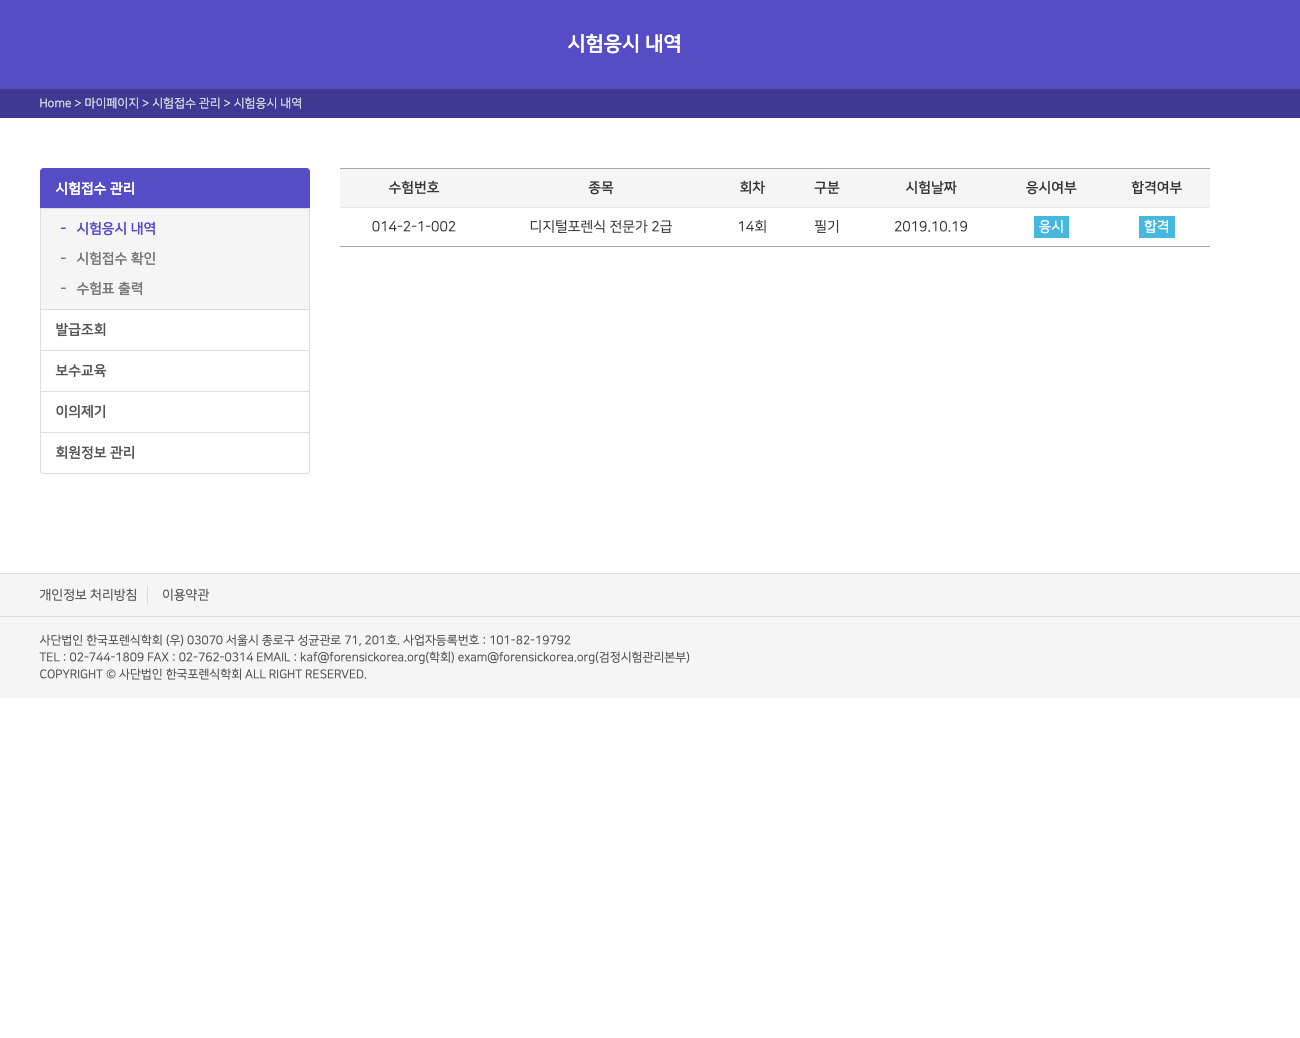 시험응시 내역
Home > 마이페이지 > 시험접수 관리 > 시험응시 내역
시험접수 관리
- 시험응시 내역
- 시험접수 확인
- 수험표 출력
발급조회
보수교육
이의제기
회원정보 관리
수험번호 종목 회차 구분 시험날짜 응시여부 합격여부
014-2-1-002 디지털포렌식 전문가 2급 14회 필기 2019.10.19 응시 합격
개인정보 처리방침 이용약관
사단법인 한국포렌식학회 (우) 03070 서울시 종로구 성균관로 71, 201호. 사업자등록번호 : 101-82-19792
TEL : 02-744-1809 FAX : 02-762-0314 EMAIL : kaf@forensickorea.org(학회) exam@forensickorea.org(검정시험관리본부)
COPYRIGHT © 사단법인 한국포렌식학회 ALL RIGHT RESERVED.